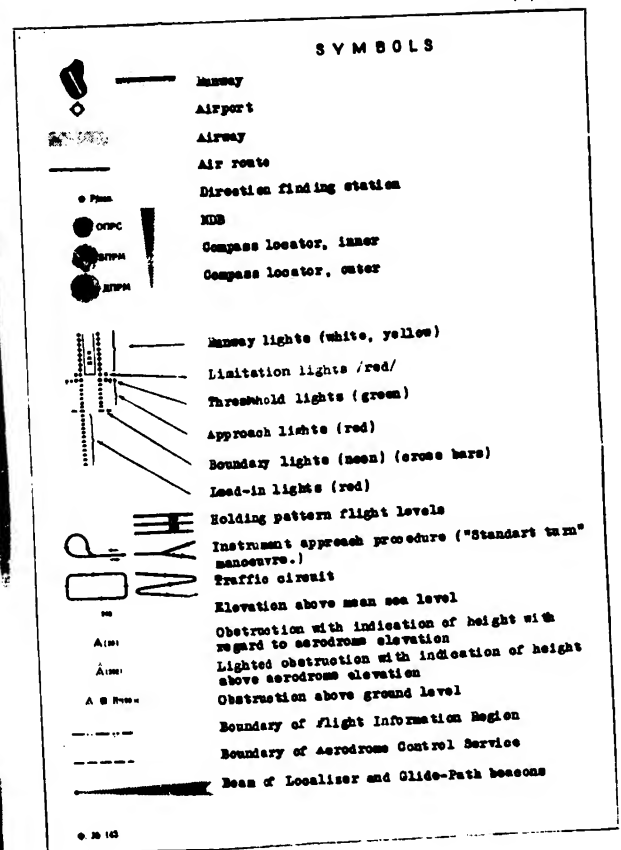 SYMBOLS
Runway
Airport
Airway
Air route
Direction finding station
ОПРС NDB
БПРМ Compass locator, inner
ДПРМ Compass locator, outer
Runway lights (white, yellow)
Limitation lights /red/
Threshhold lights (green)
Approach lights (red)
Boundary lights (neon) (cross bars)
Lead-in lights (red)
Holding pattern flight levels
Instrument approach procedure ("Standart turn"
manoeuvre.)
Traffic circuit
Elevation above mean sea level
Obstruction with indication of height with
regard to aerodrome elevation
Lighted obstruction with indication of height
above aerodrome elevation
Obstruction above ground level
Boundary of Flight Information Region
Boundary of Aerodrome Control Service
Beam of Localizer and Glide-Path beacons